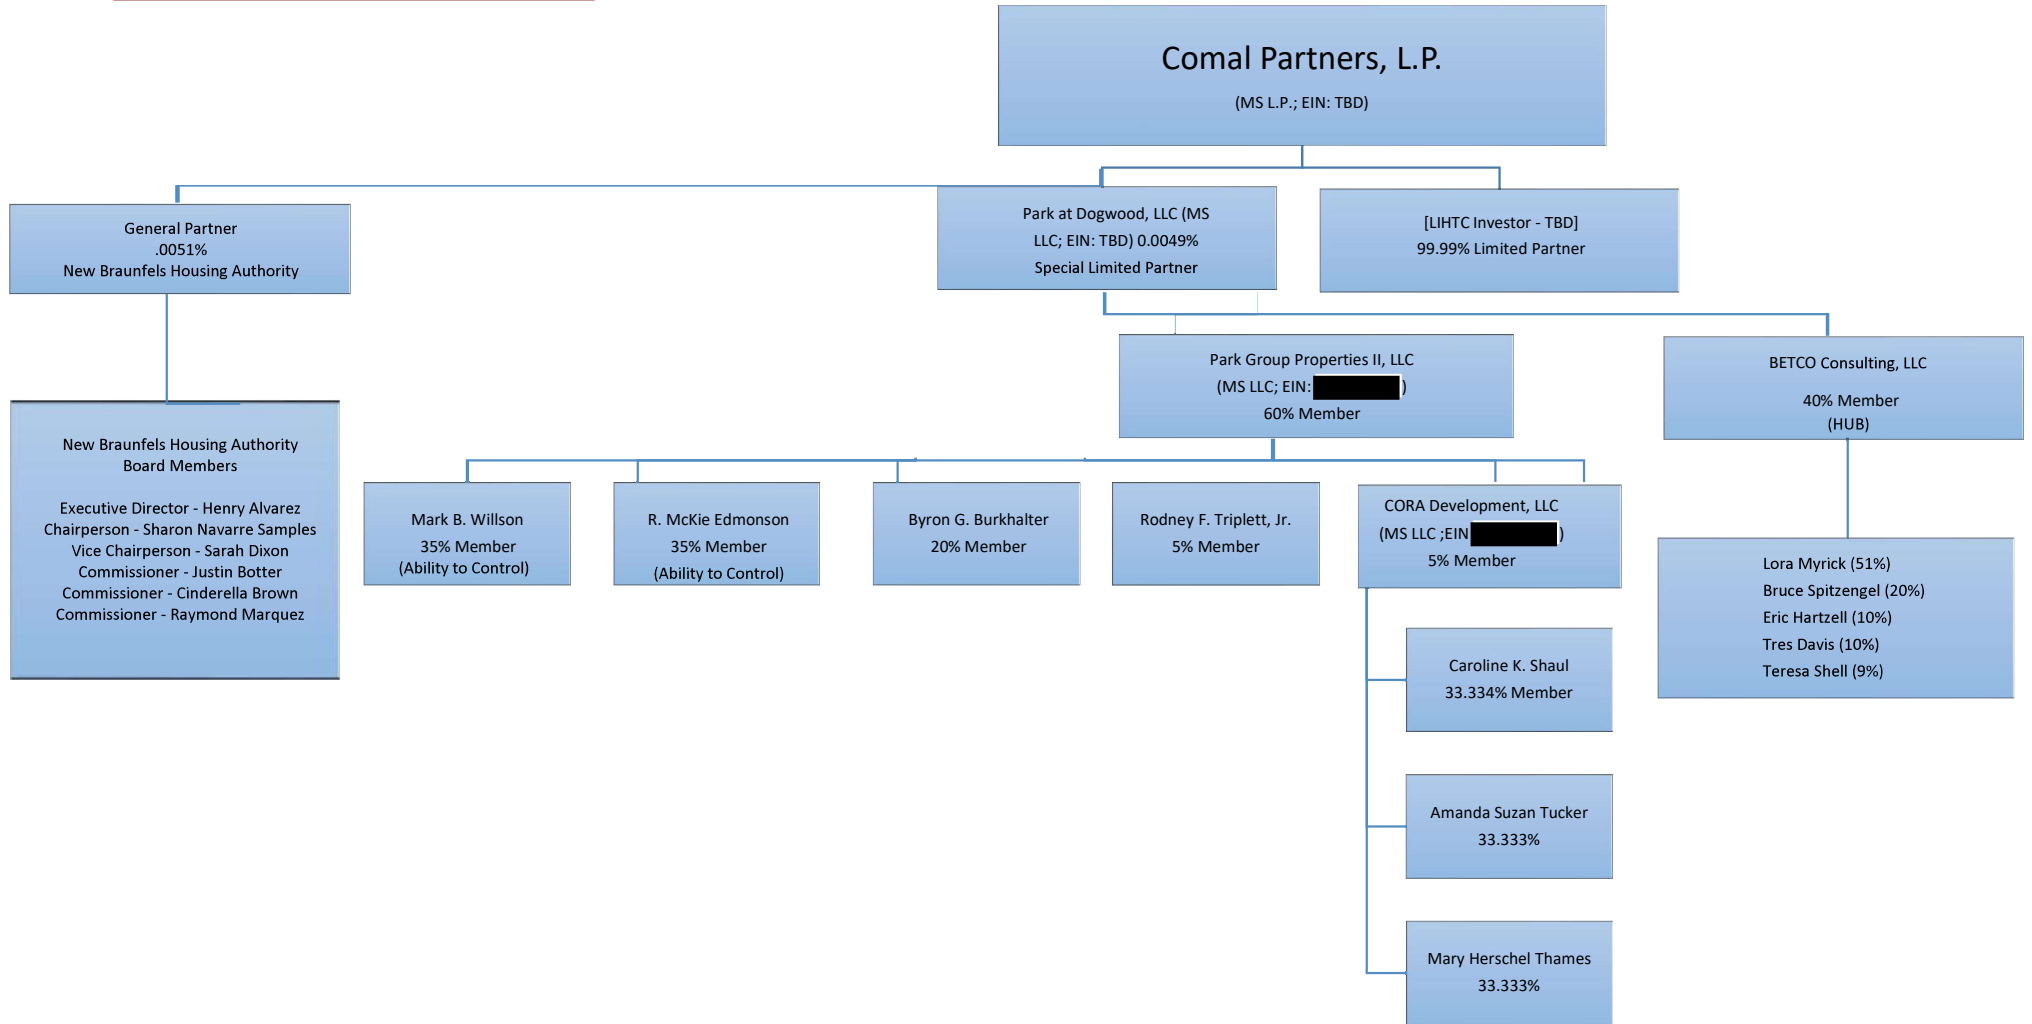 Comal Partners, L.P.
(MS L.P.; EIN: TBD)
General Partner
.0051%
New Braunfels Housing Authority
Park at Dogwood, LLC (MS
LLC; EIN: TBD) 0.0049%
Special Limited Partner
[LIHTC Investor - TBD]
99.99% Limited Partner
Park Group Properties II, LLC
(MS LLC; EIN: )
60% Member
BETCO Consulting, LLC
40% Member
(HUB)
New Braunfels Housing Authority
Board Members
Executive Director - Henry Alvarez
Chairperson - Sharon Navarre Samples
Vice Chairperson - Sarah Dixon
Commissioner - Justin Botter
Commissioner - Cinderella Brown
Commissioner - Raymond Marquez
Mark B. Willson
35% Member
(Ability to Control)
R. McKie Edmonson
35% Member
(Ability to Control)
Byron G. Burkhalter
20% Member
Rodney F. Triplett, Jr.
5% Member
CORA Development, LLC
(MS LLC ;EIN )
5% Member
Lora Myrick (51%)
Bruce Spitzengel (20%)
Eric Hartzell (10%)
Tres Davis (10%)
Teresa Shell (9%)
Caroline K. Shaul
33.334% Member
Amanda Suzan Tucker
33.333%
Mary Herschel Thames
33.333%